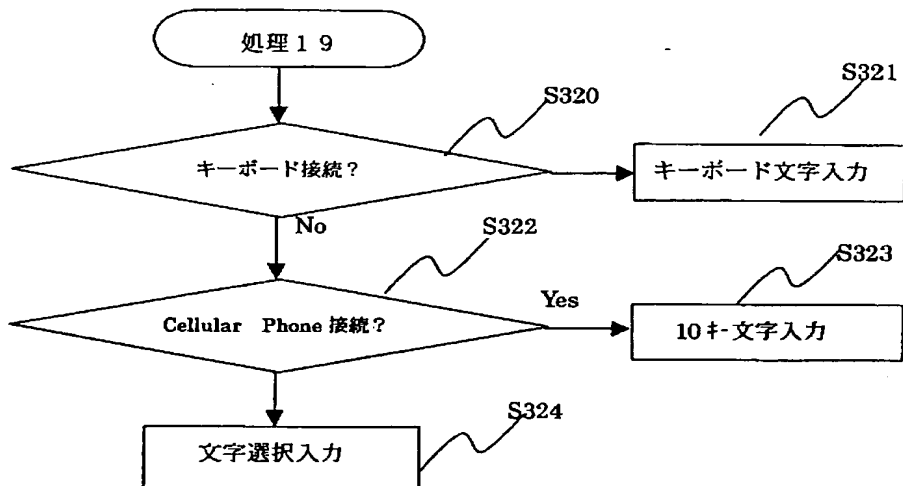 処理１９
S320
S321
キーボード接続？
キーボード文字入力
No
S322
S323
Cellular Phone 接続？
Yes
10ｷｰ文字入力
S324
文字選択入力